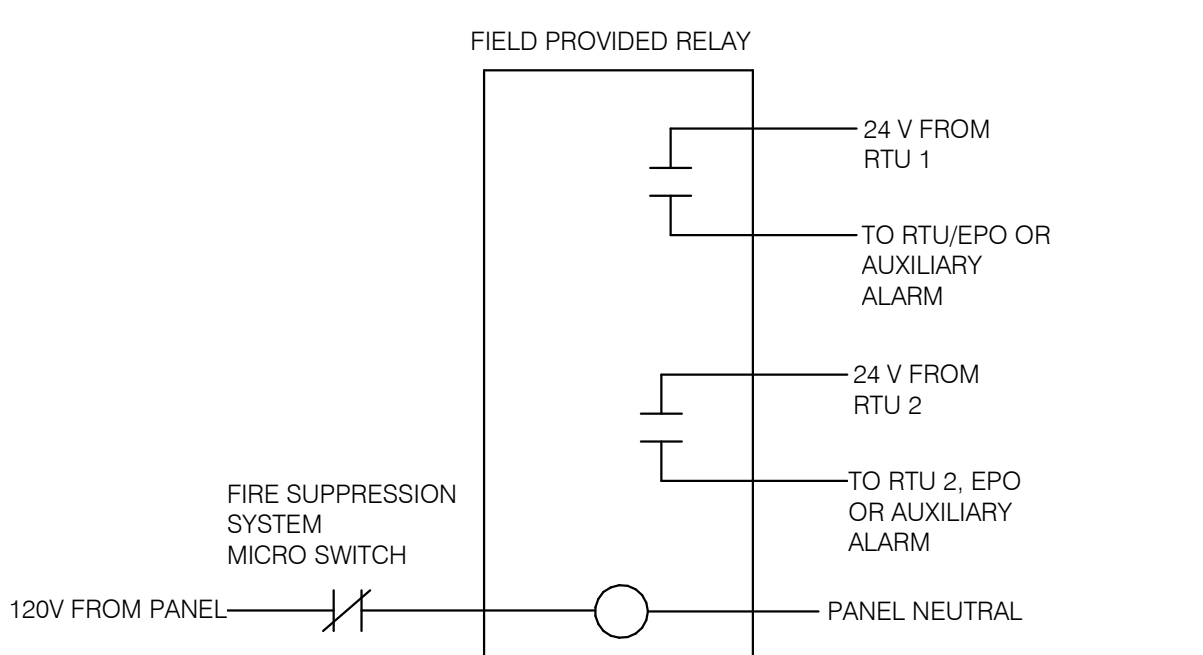 FIELD PROVIDED RELAY
24 V FROM
RTU 1
TO RTU/EPO OR
AUXILIARY
ALARM
24 V FROM
RTU 2
TO RTU 2, EPO
OR AUXILIARY
ALARM
FIRE SUPPRESSION
SYSTEM
MICRO SWITCH
120V FROM PANEL
PANEL NEUTRAL